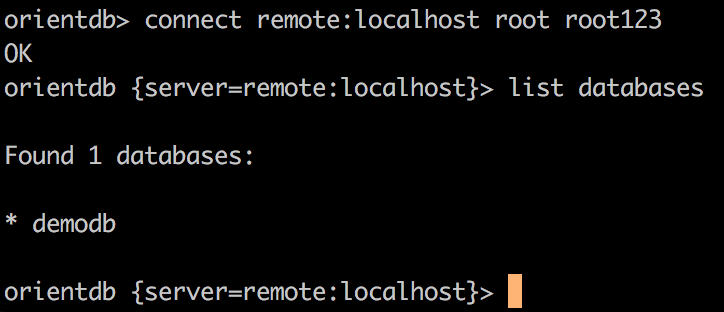 orientdb> connect remote:localhost root root123
OK
orientdb {server=remote:localhost}> list databases
Found 1 databases:
* demodb
orientdb {server=remote:localhost}>